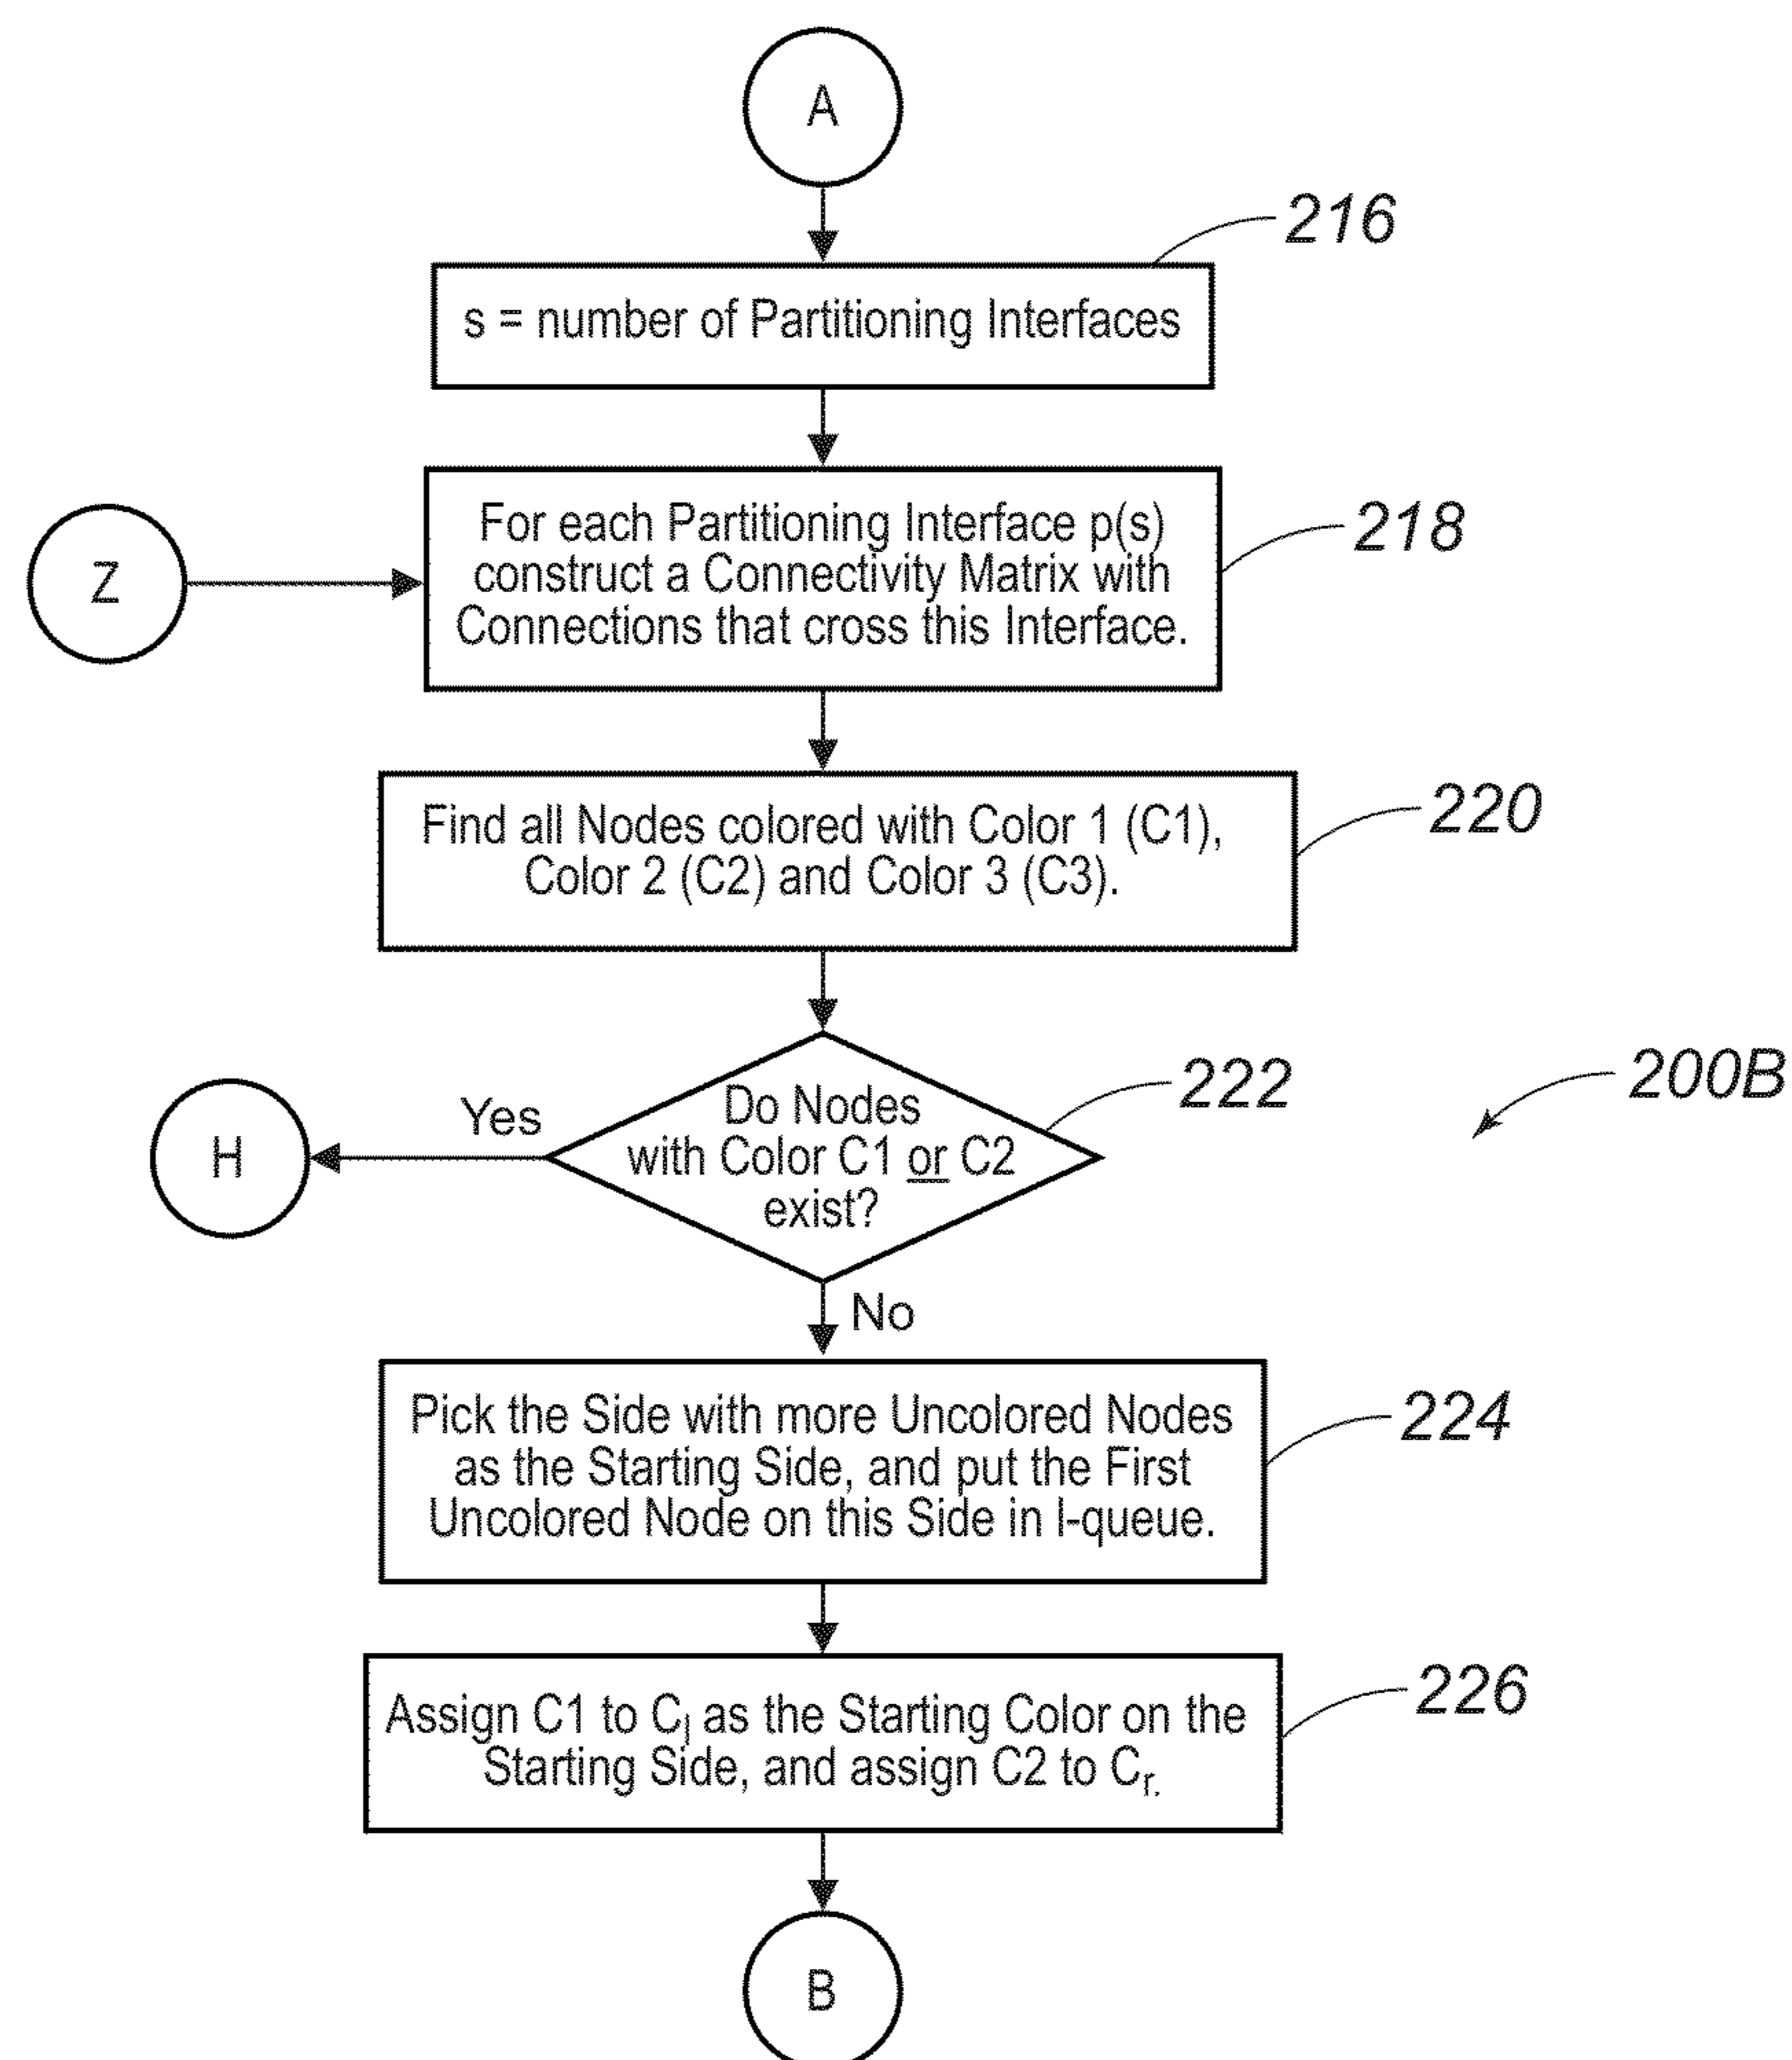 A
216
s = number of Partitioning Interfaces
For each Partitioning Interface p(s)
construct a Connectivity Matrix with
Connections that cross this Interface.
218
Z
Find all Nodes colored with Color 1 (C1),
Color 2 (C2) and Color 3 (C3).
220
Do Nodes
with Color C1 or C2
exist?
222
200B
Yes
H
No
Pick the Side with more Uncolored Nodes
as the Starting Side, and put the First
Uncolored Node on this Side in l-queue.
224
Assign C1 to Cl as the Starting Color on the
Starting Side, and assign C2 to Cr.
226
B